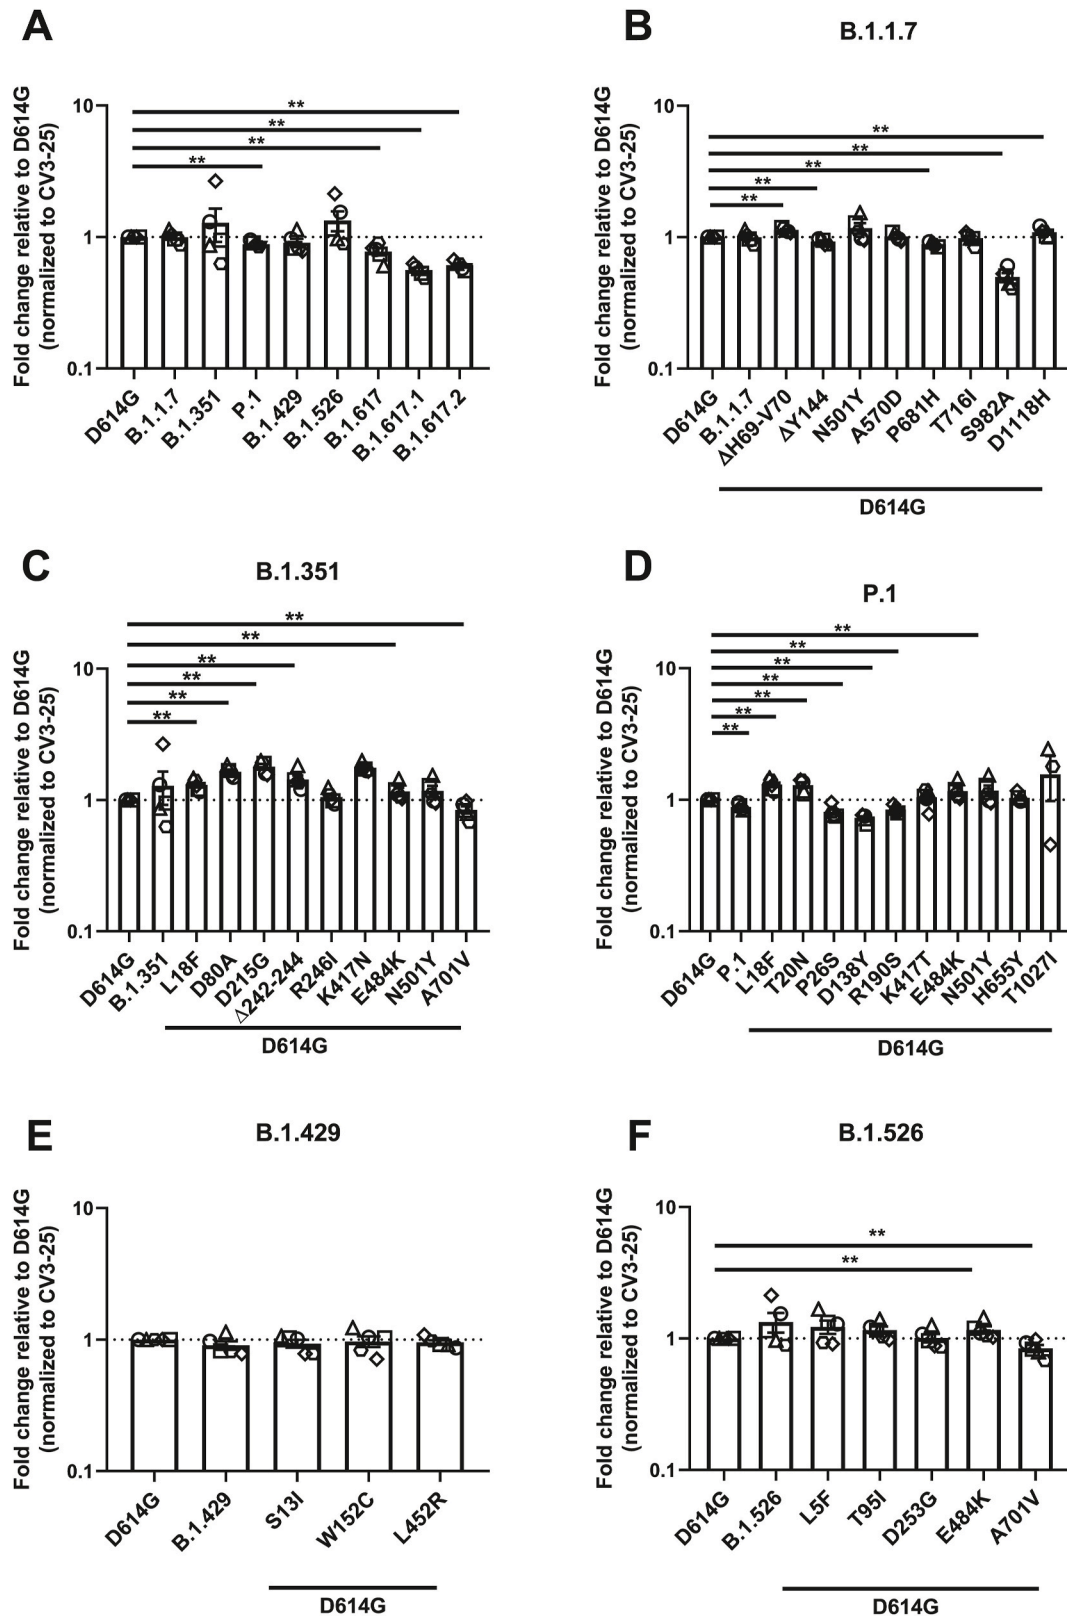 A
Fold change relative to D614G
(normalized to CV3-25)
10
1
0.1
**
**
**
**
D614G
B.1.1.7
B.1.351
P.1
B.1.429
B.1.526
B.1.617
B.1.617.1
B.1.617.2
B
B.1.1.7
Fold change relative to D614G
(normalized to CV3-25)
10
1
0.1
**
**
**
**
**
D614G
B.1.1.7
ΔH69-V70
ΔY144
N501Y
A570D
P681H
T716I
S982A
D1118H
D614G
C
B.1.351
Fold change relative to D614G
(normalized to CV3-25)
10
1
0.1
**
**
**
**
**
**
D614G
B.1.351
L18F
D80A
D215G
Δ242-244
R246I
K417N
E484K
N501Y
A701V
D614G
D
P.1
Fold change relative to D614G
(normalized to CV3-25)
10
1
0.1
**
**
**
**
**
**
**
D614G
P.1
L18F
T20N
P26S
D138Y
R190S
K417T
E484K
N501Y
H655Y
T1027I
D614G
E
B.1.429
Fold change relative to D614G
(normalized to CV3-25)
10
1
0.1
D614G
B.1.429
S13I
W152C
L452R
D614G
F
B.1.526
Fold change relative to D614G
(normalized to CV3-25)
10
1
0.1
**
**
D614G
B.1.526
L5F
T95I
D253G
E484K
A701V
D614G